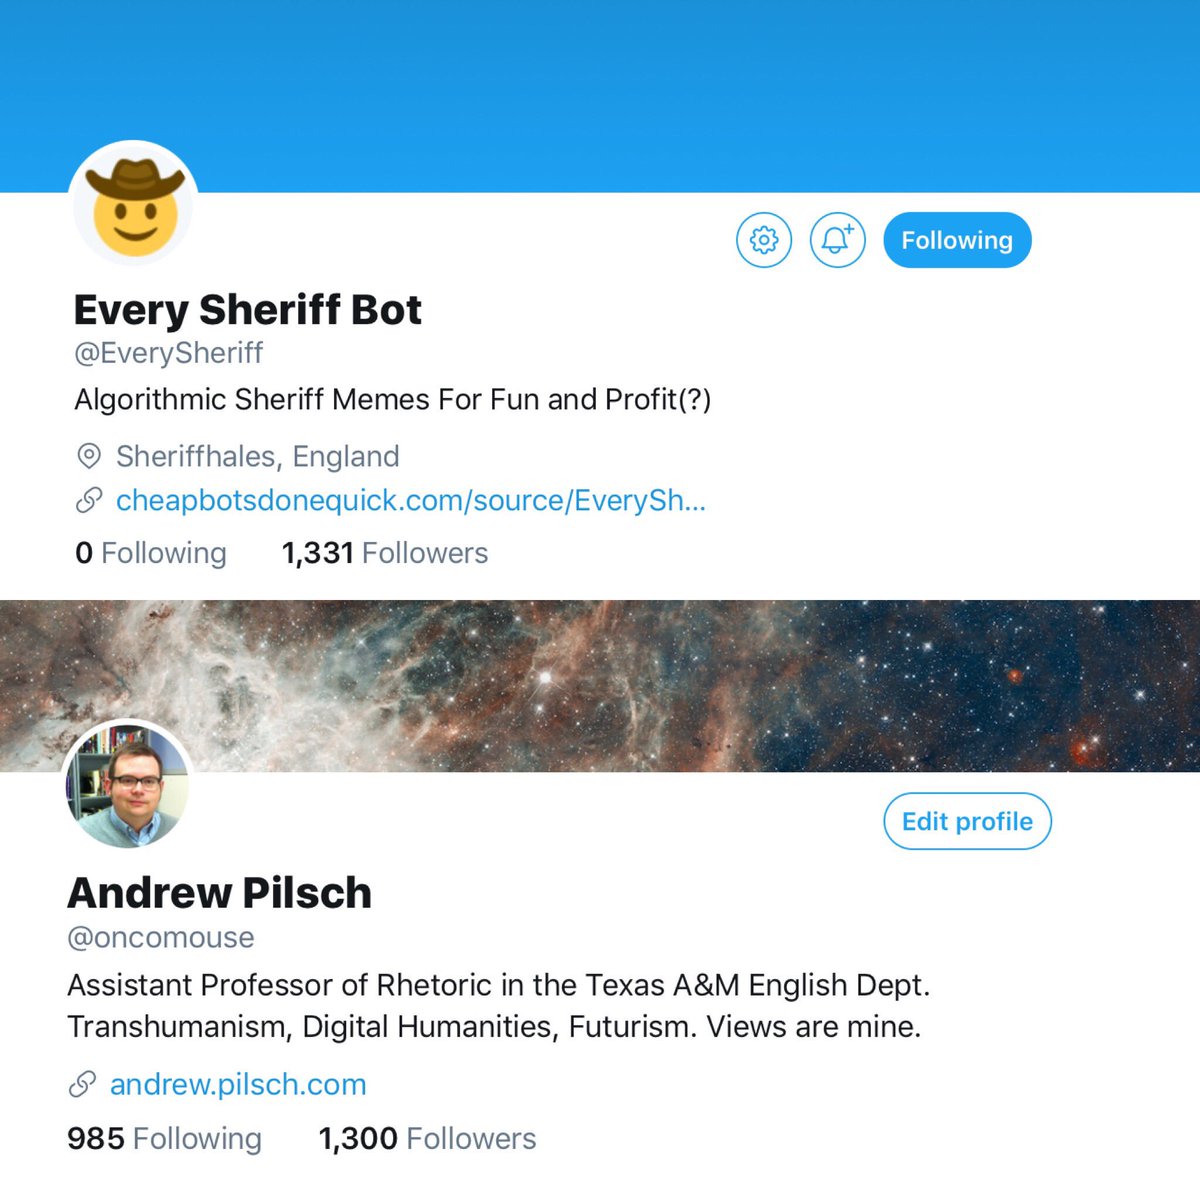 Following
Every Sheriff Bot
@EverySheriff
Algorithmic Sheriff Memes For Fun and Profit(?)
Sheriffhales, England
cheapbotsdonequick.com/source/EverySh...
0 Following 1,331 Followers
Edit profile
Andrew Pilsch
@oncomouse
Assistant Professor of Rhetoric in the Texas A&M English Dept.
Transhumanism, Digital Humanities, Futurism. Views are mine.
andrew.pilsch.com
985 Following 1,300 Followers